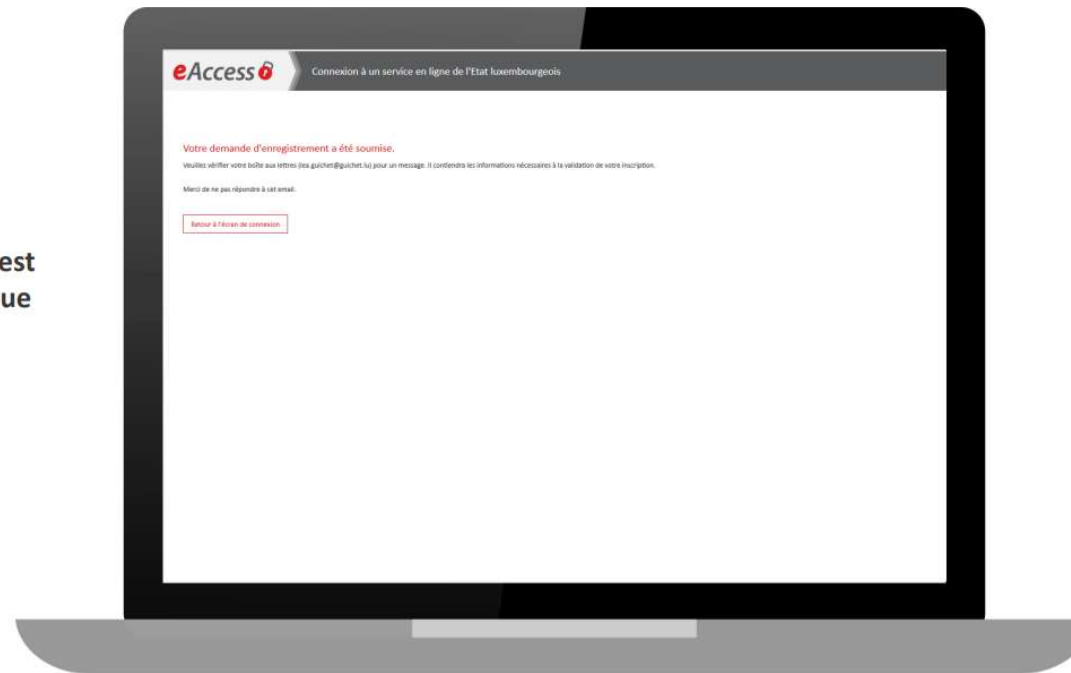 eAccess
Connexion à un service en ligne de l'Etat luxembourgeois
Votre demande d'enregistrement a été soumise.
Veuillez vérifier votre boîte aux lettres (lea.guichet@guichet.lu) pour un message. Il contiendra les informations nécessaires à la validation de votre inscription.
Merci de ne pas répondre à cet email.
Retour à l'écran de connexion
est
ue